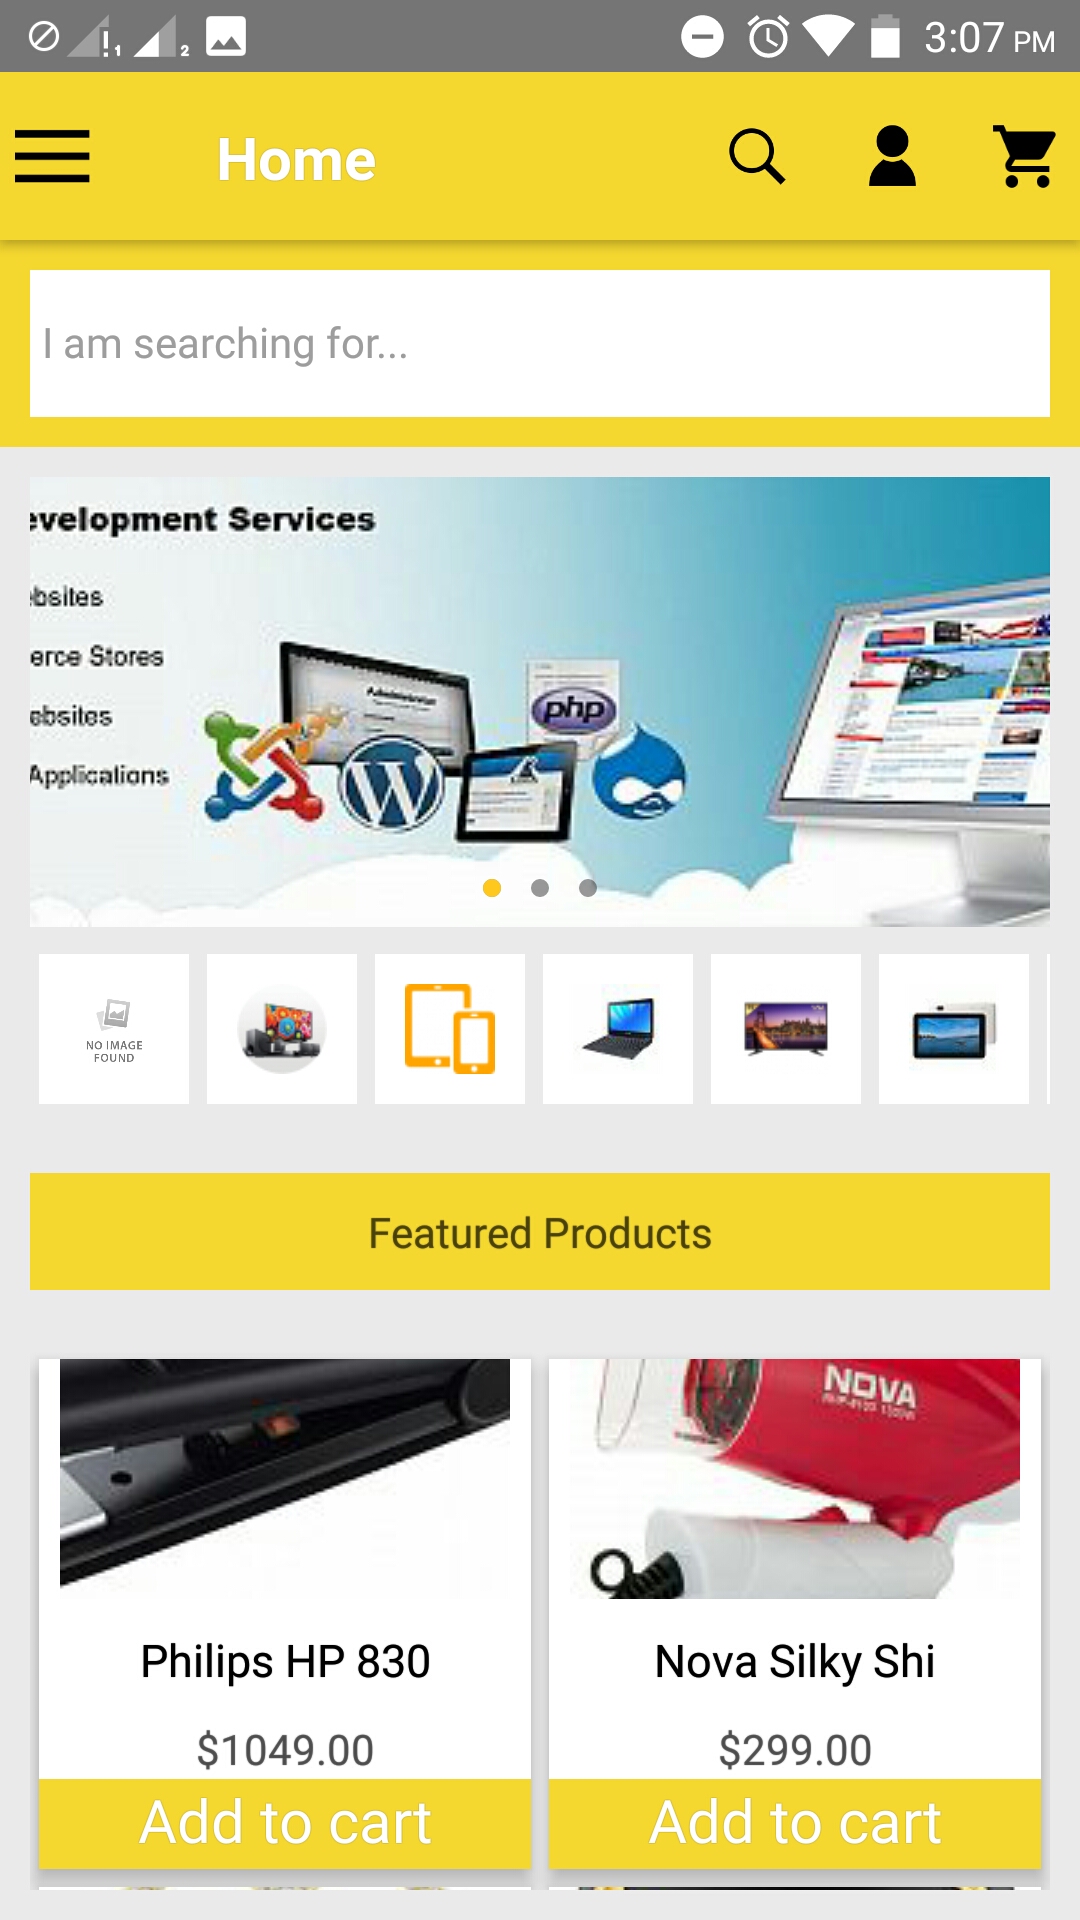 3:07 PM
Home
I am searching for...
evelopment Services
ebsites
erce Stores
ebsites
Applications
php
NO IMAGE
FOUND
Featured Products
NOVA
Philips HP 830
Nova Silky Shi
$1049.00
$299.00
Add to cart
Add to cart